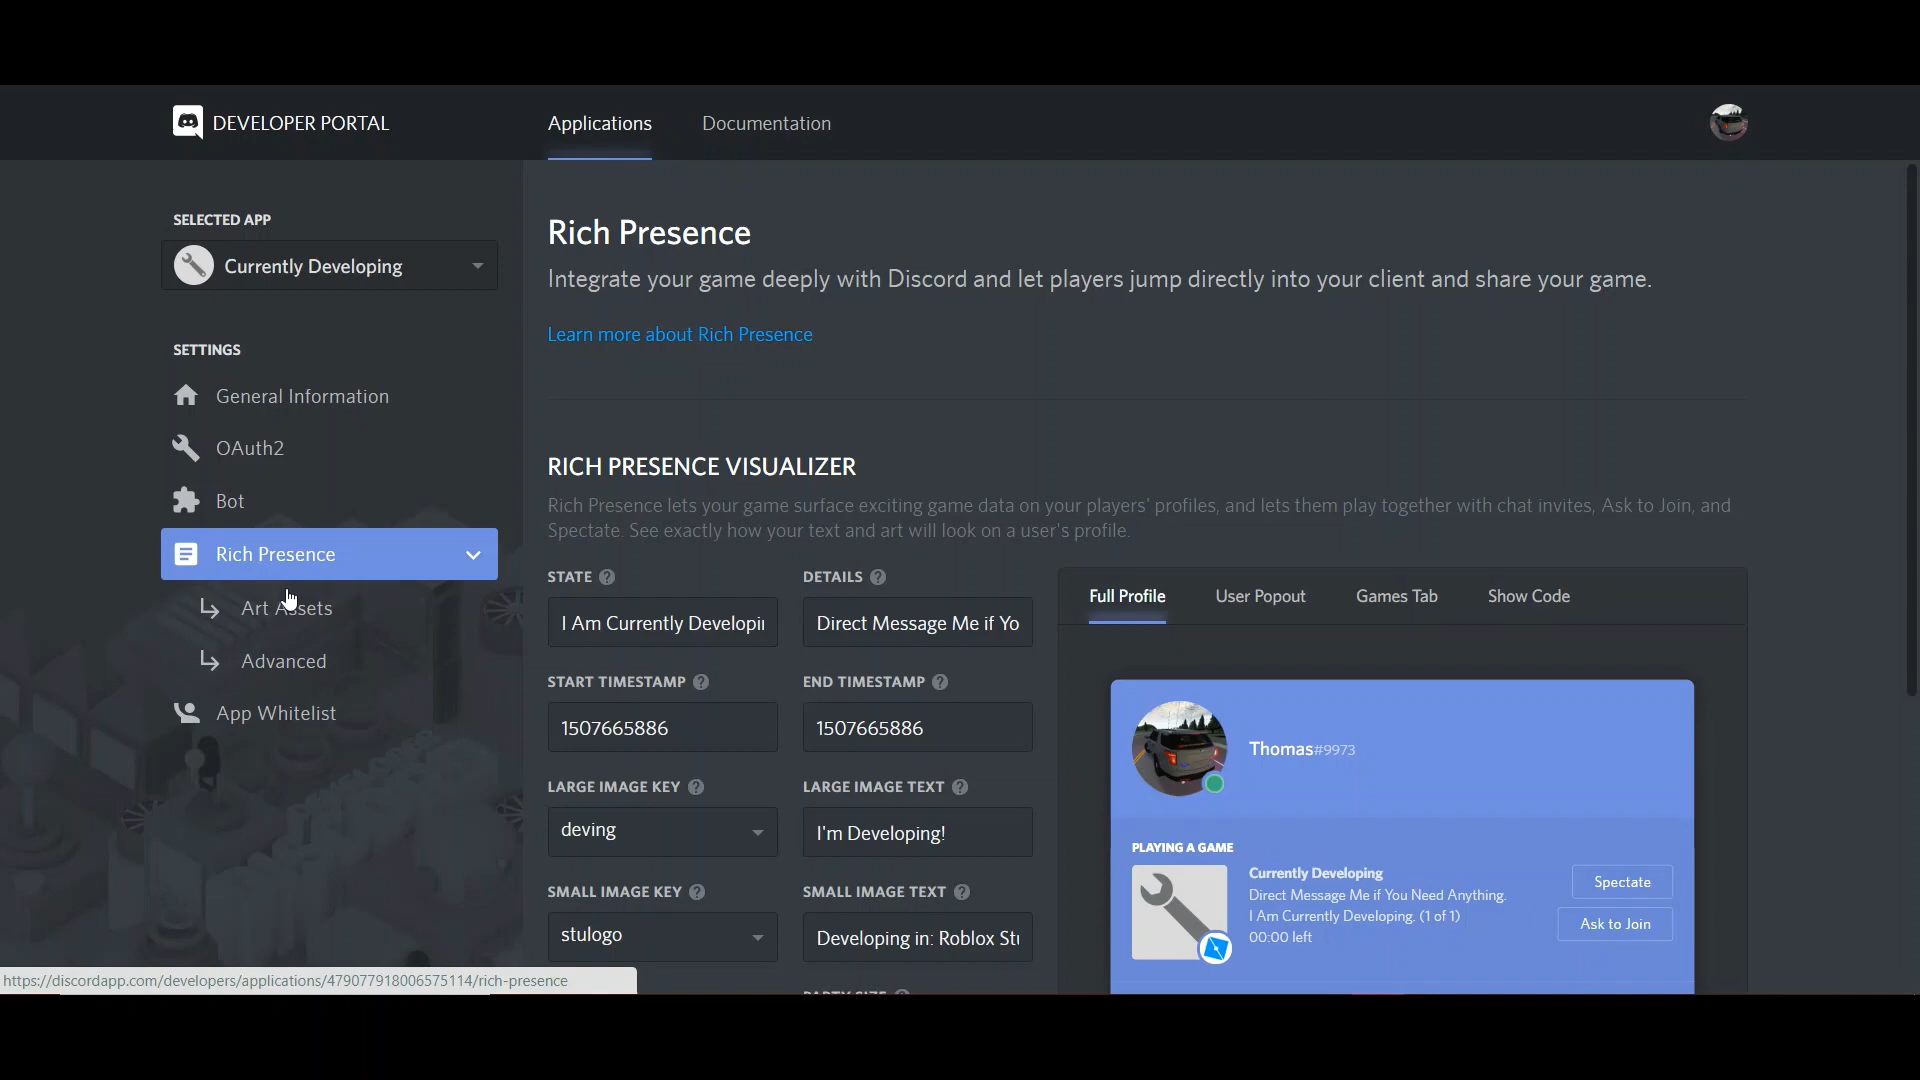 DEVELOPER PORTAL
Applications
Documentation
SELECTED APP
Currently Developing
SETTINGS
General Information
OAuth2
Bot
Rich Presence
Art Assets
Advanced
App Whitelist
Rich Presence
Integrate your game deeply with Discord and let players jump directly into your client and share your game.
Learn more about Rich Presence
RICH PRESENCE VISUALIZER
Rich Presence lets your game surface exciting game data on your players' profiles, and lets them play together with chat invites, Ask to Join, and
Spectate. See exactly how your text and art will look on a user's profile.
STATE ?
DETAILS ?
I Am Currently Developi
Direct Message Me if Yo
START TIMESTAMP ?
END TIMESTAMP ?
1507665886
1507665886
LARGE IMAGE KEY ?
LARGE IMAGE TEXT ?
deving
I'm Developing!
SMALL IMAGE KEY ?
SMALL IMAGE TEXT ?
stulogo
Developing in: Roblox Stu
PARTY SIZE
Full Profile
User Popout
Games Tab
Show Code
Thomas#9973
PLAYING A GAME
Currently Developing
Direct Message Me if You Need Anything.
I Am Currently Developing. (1 of 1)
00:00 left
Spectate
Ask to Join
https://discordapp.com/developers/applications/479077918006575114/rich-presence